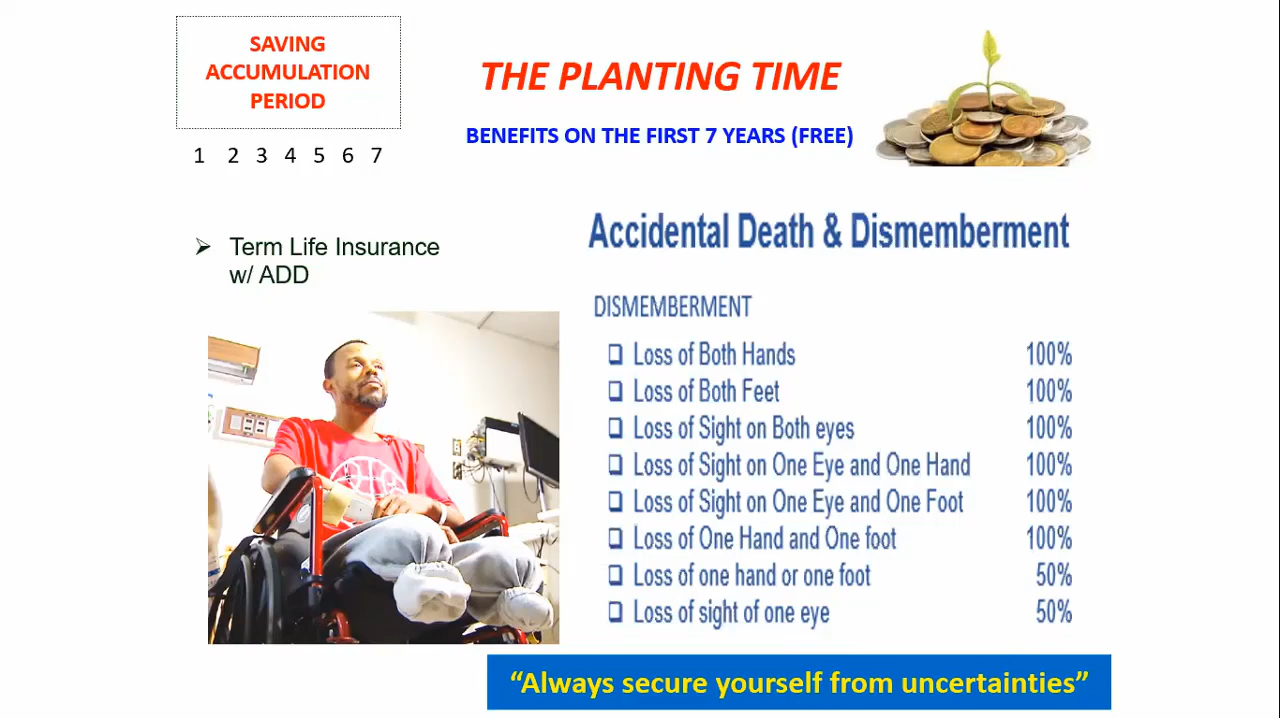 SAVING
ACCUMULATION
PERIOD
1 2 3 4 5 6 7
THE PLANTING TIME
BENEFITS ON THE FIRST 7 YEARS (FREE)
➢ Term Life Insurance
w/ ADD
Accidental Death & Dismemberment
DISMEMBERMENT
❑ Loss of Both Hands 100%
❑ Loss of Both Feet 100%
❑ Loss of Sight on Both eyes 100%
❑ Loss of Sight on One Eye and One Hand 100%
❑ Loss of Sight on One Eye and One Foot 100%
❑ Loss of One Hand and One foot 100%
❑ Loss of one hand or one foot 50%
❑ Loss of sight of one eye 50%
“Always secure yourself from uncertainties”